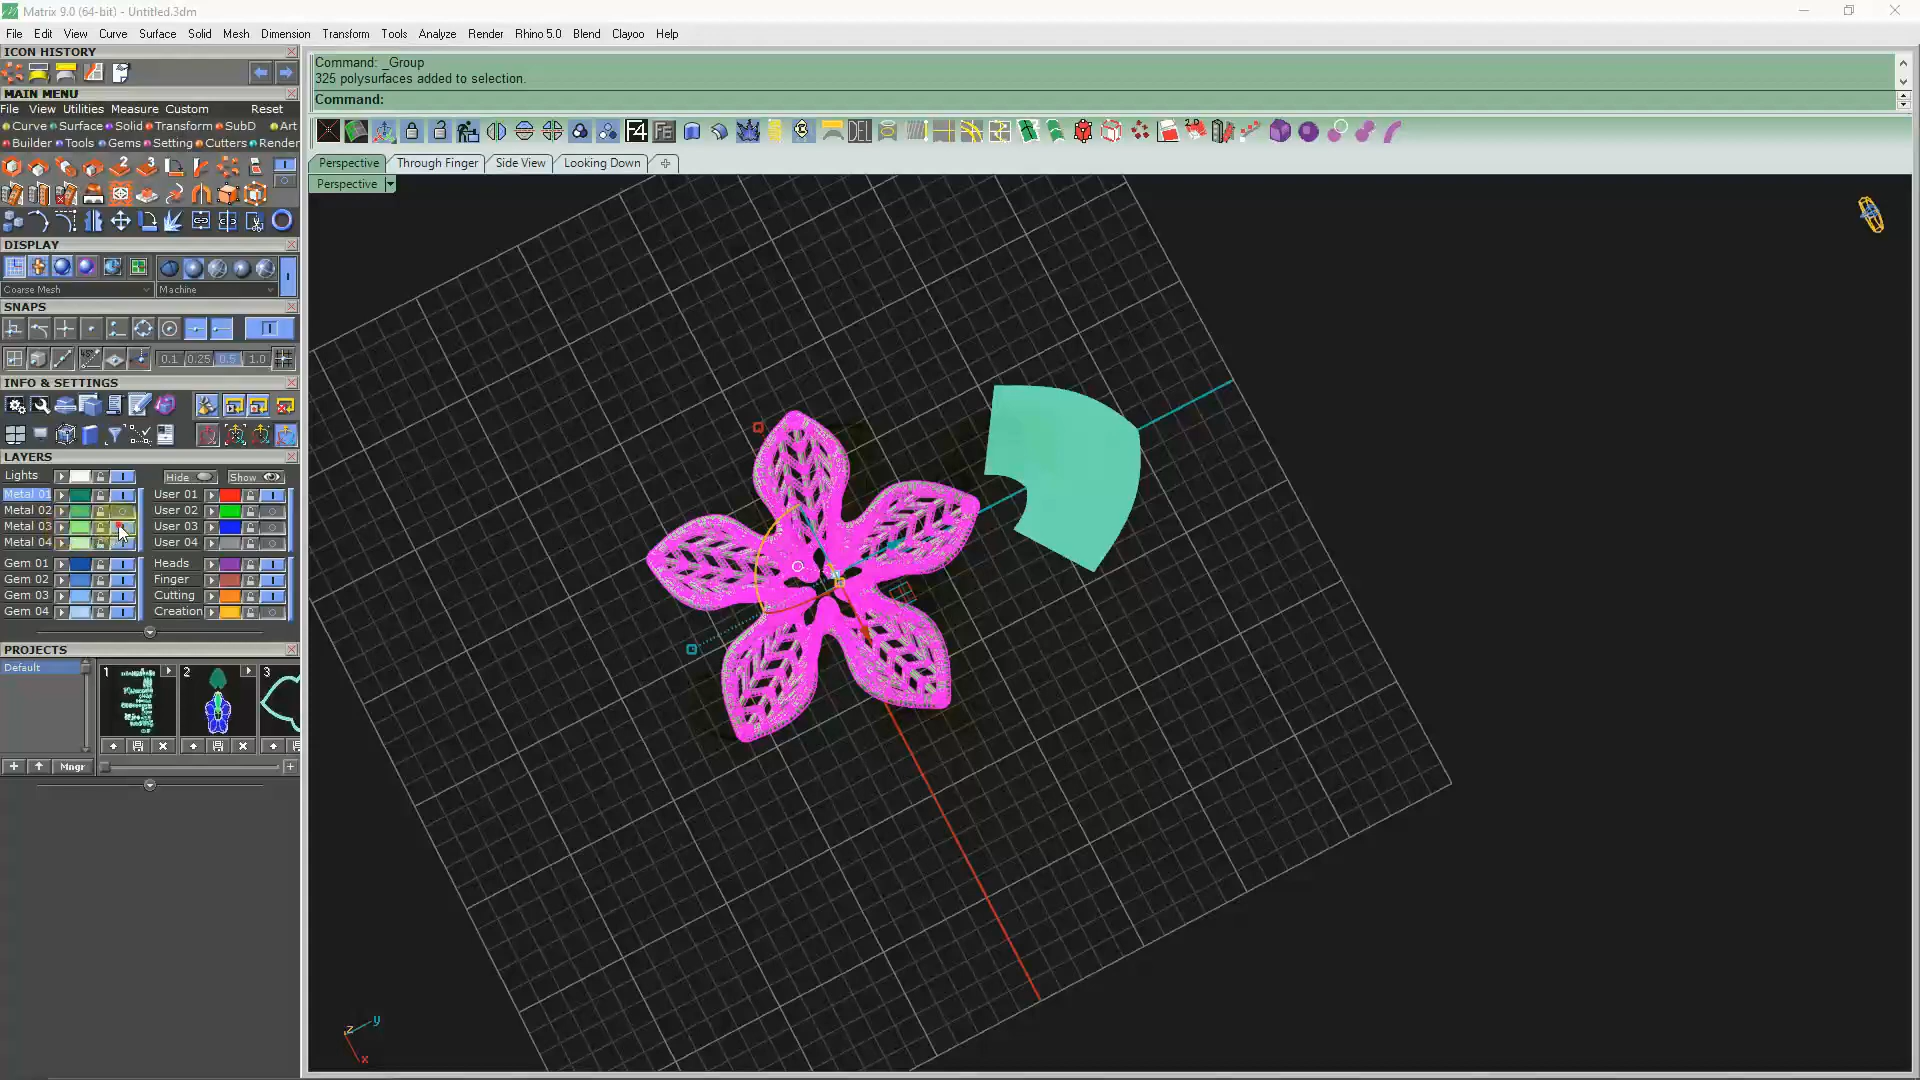 Matrix 9.0 (64-bit) - Untitled.3dm
File Edit View Curve Surface Solid Mesh Dimension Transform Tools Analyze Render Rhino 5.0 Blend Clayoo Help
ICON HISTORY
MAIN MENU
File View Utilities Measure Custom Reset
Curve Surface Solid Transform SubD Art
Builder Tools Gems Setting Cutters Render
DISPLAY
Coarse Mesh Machine
SNAPS
0.1 0.25 0.5 1.0
INFO & SETTINGS
LAYERS
Lights Hide Show
Metal 01 User 01
Metal 02 User 02
Metal 03 User 03
Metal 04 User 04
Gem 01 Heads
Gem 02 Finger
Gem 03 Cutting
Gem 04 Creation
PROJECTS
Default
1 2 3
Mngr
Command: _Group
325 polysurfaces added to selection.
Command:
F4 F6 DEL 2-D
Perspective Through Finger Side View Looking Down
Perspective
z y
x